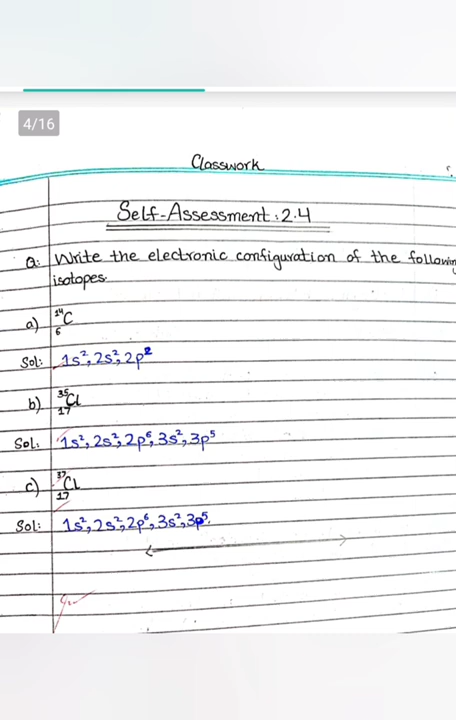 4/16
Classwork
Self-Assessment: 2.4
Q: Write the electronic configuration of the following
isotopes.
a) ¹⁴₆C
Sol: 1s², 2s², 2p²
b) ³⁵₁₇Cl
Sol: 1s², 2s², 2p⁶, 3s², 3p⁵
c) ³⁷₁₇Cl
Sol: 1s², 2s², 2p⁶, 3s², 3p⁵.